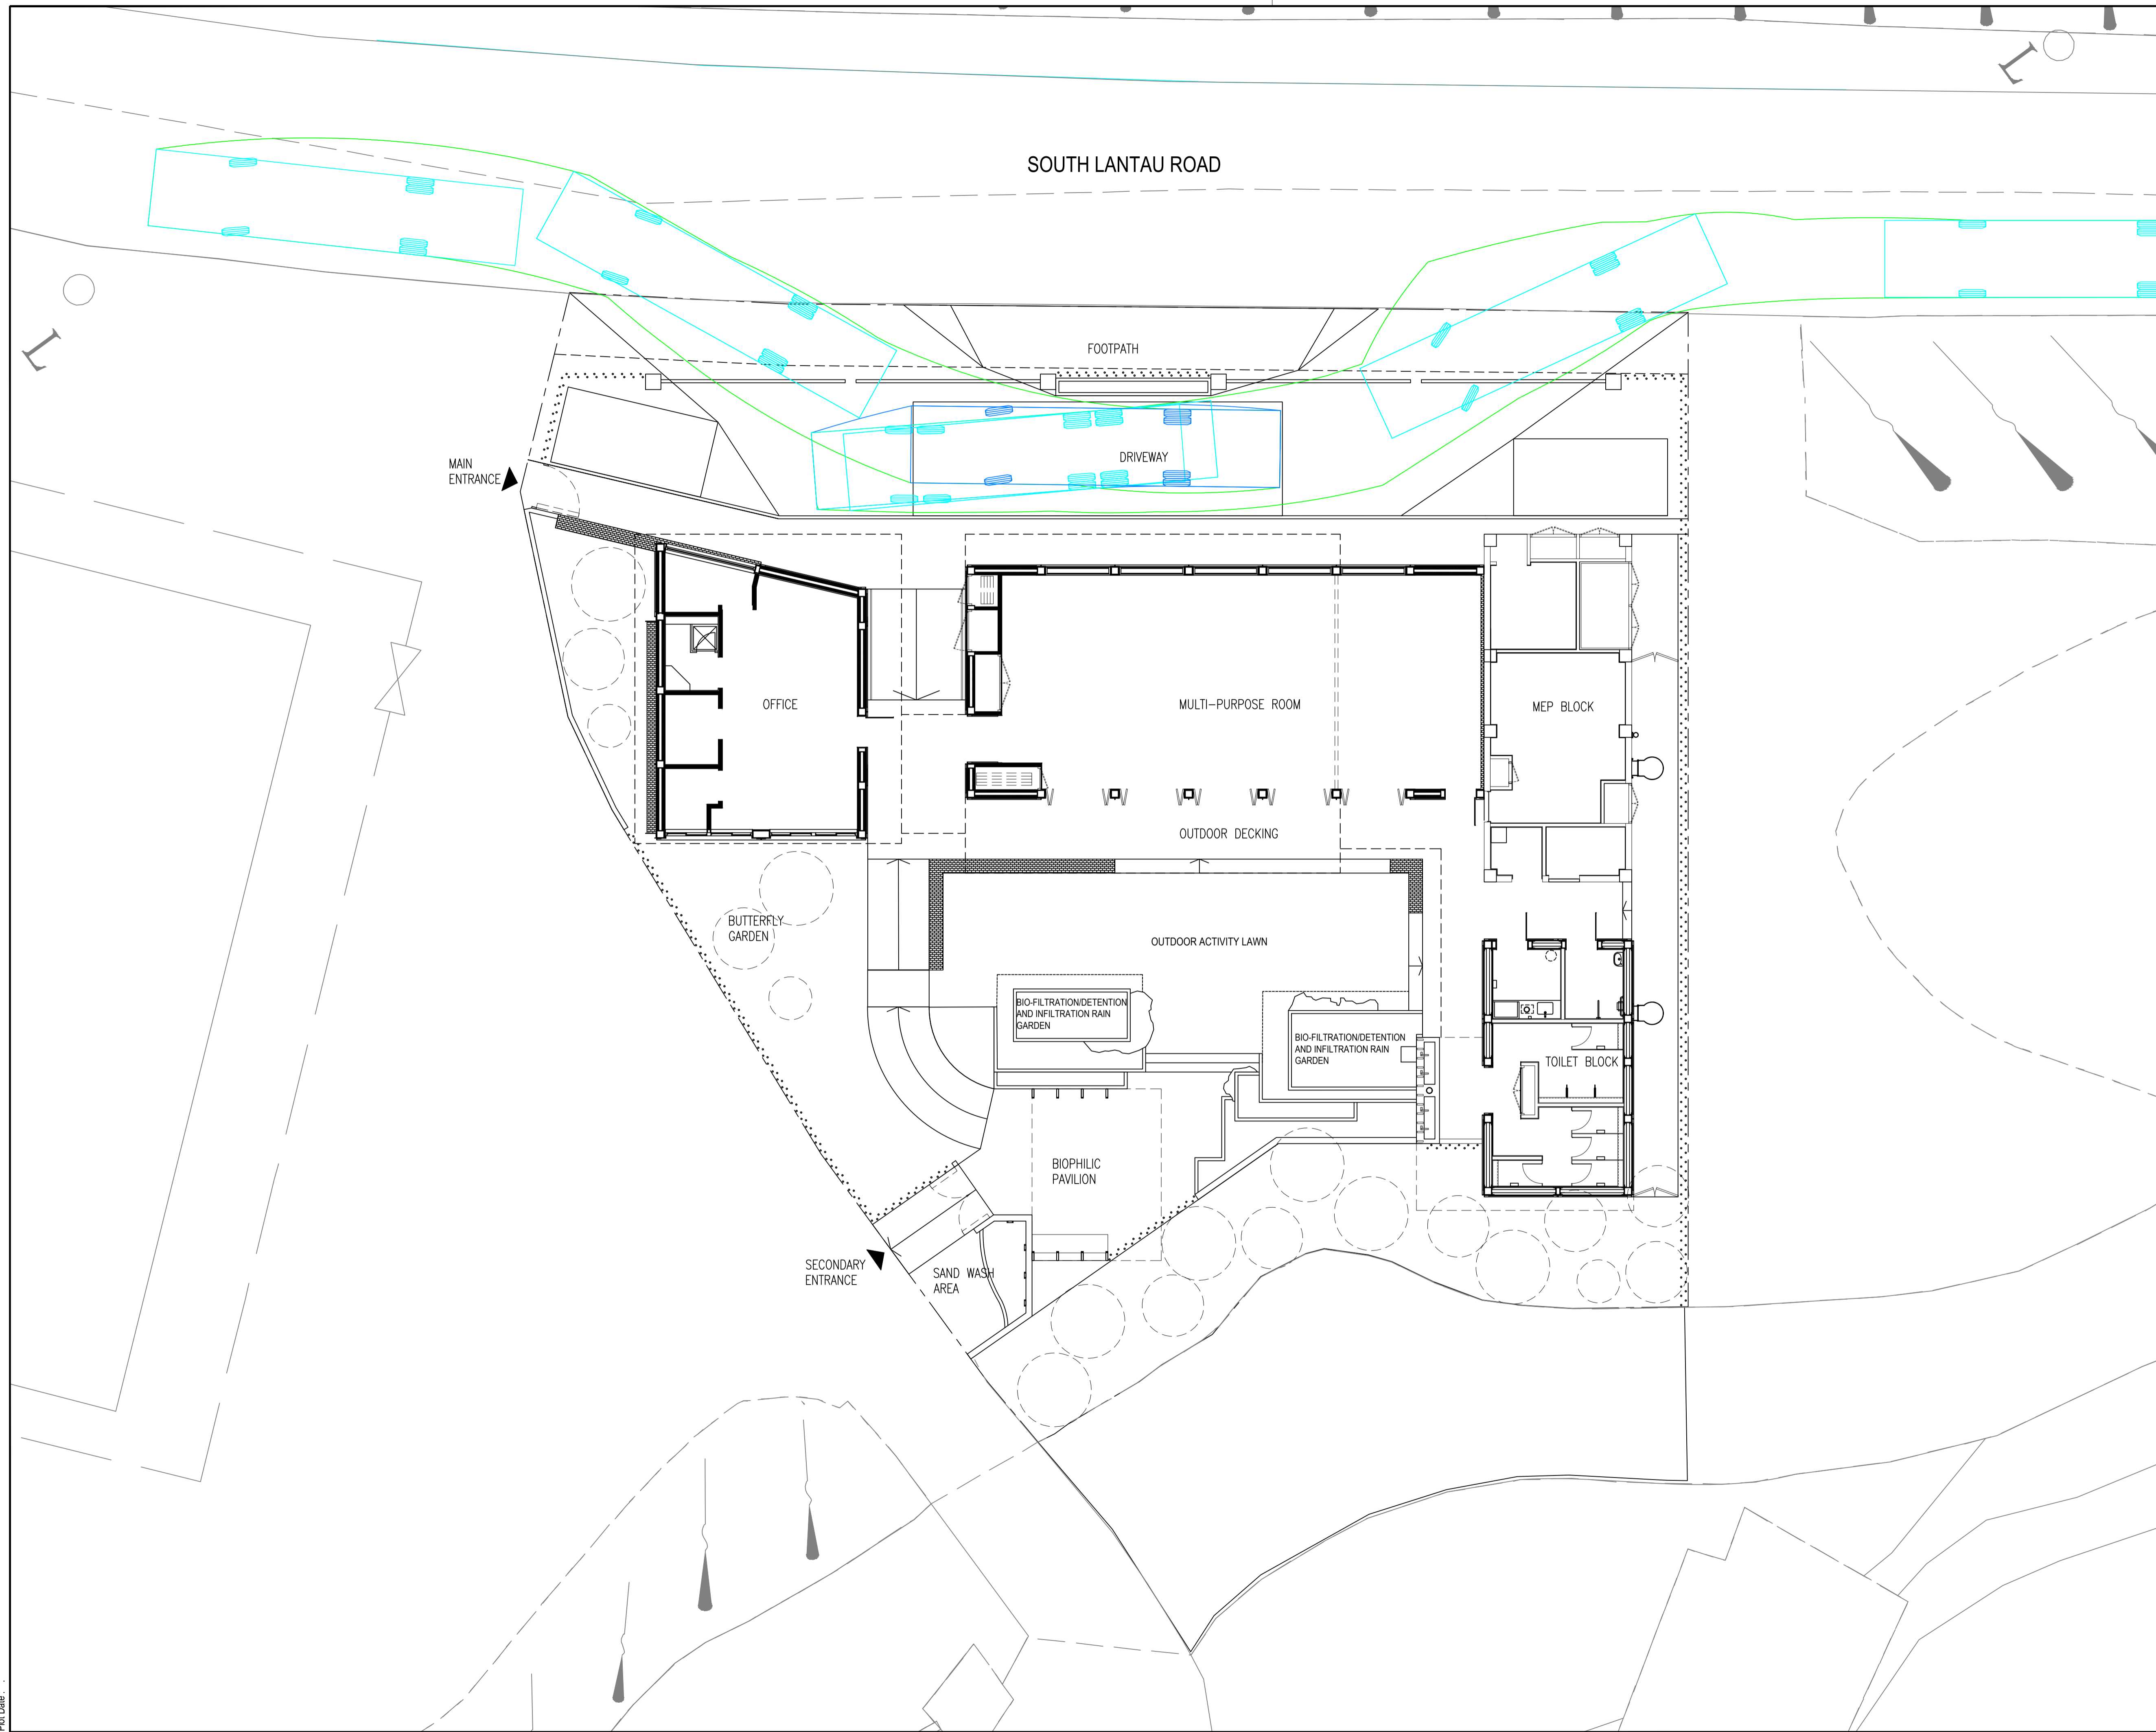 SOUTH LANTAU ROAD
FOOTPATH
DRIVEWAY
MAIN
ENTRANCE
OFFICE
MULTI-PURPOSE ROOM
MEP BLOCK
OUTDOOR DECKING
BUTTERFLY
GARDEN
OUTDOOR ACTIVITY LAWN
BIO-FILTRATION/DETENTION
AND INFILTRATION RAIN
GARDEN
BIO-FILTRATION/DETENTION
AND INFILTRATION RAIN
GARDEN
TOILET BLOCK
BIOPHILIC
PAVILION
SECONDARY
ENTRANCE
SAND WASH
AREA
L
L
Plot Date :